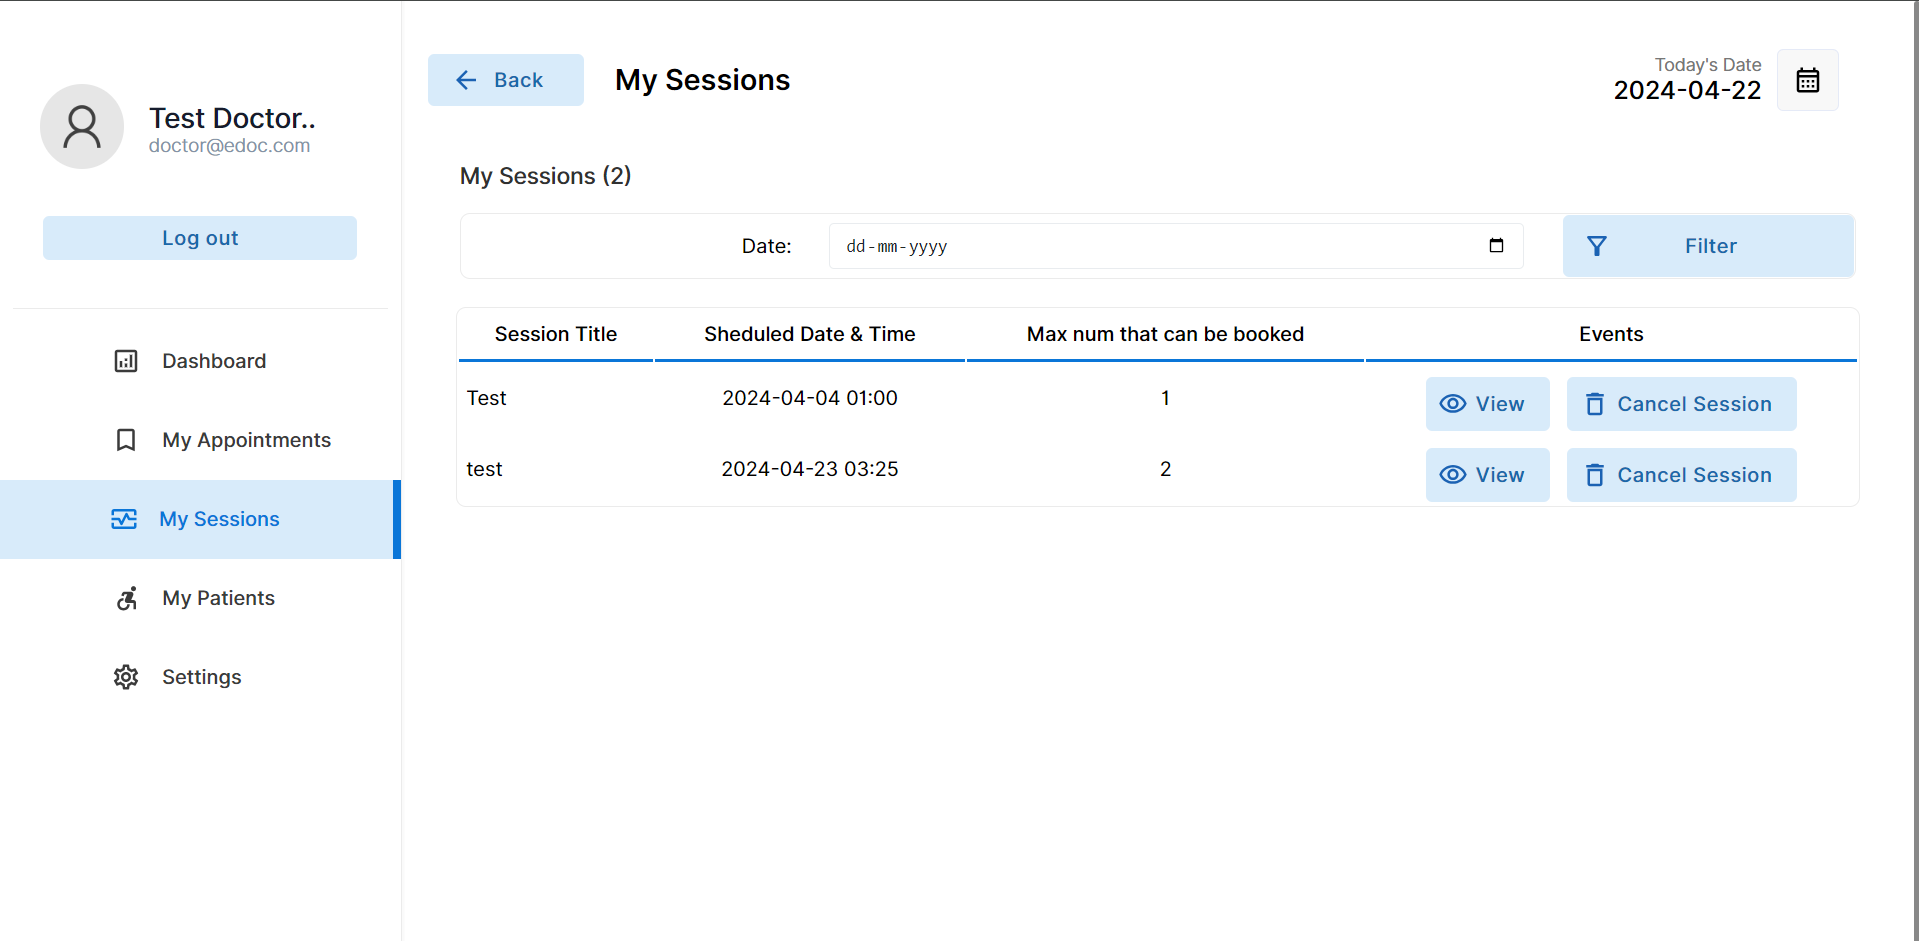 Test Doctor..
doctor@edoc.com
Log out
Dashboard
My Appointments
My Sessions
My Patients
Settings
Back
My Sessions
Today's Date
2024-04-22
My Sessions (2)
Date: dd-mm-yyyy Filter
Session Title Sheduled Date & Time Max num that can be booked Events
Test 2024-04-04 01:00 1 View Cancel Session
test 2024-04-23 03:25 2 View Cancel Session